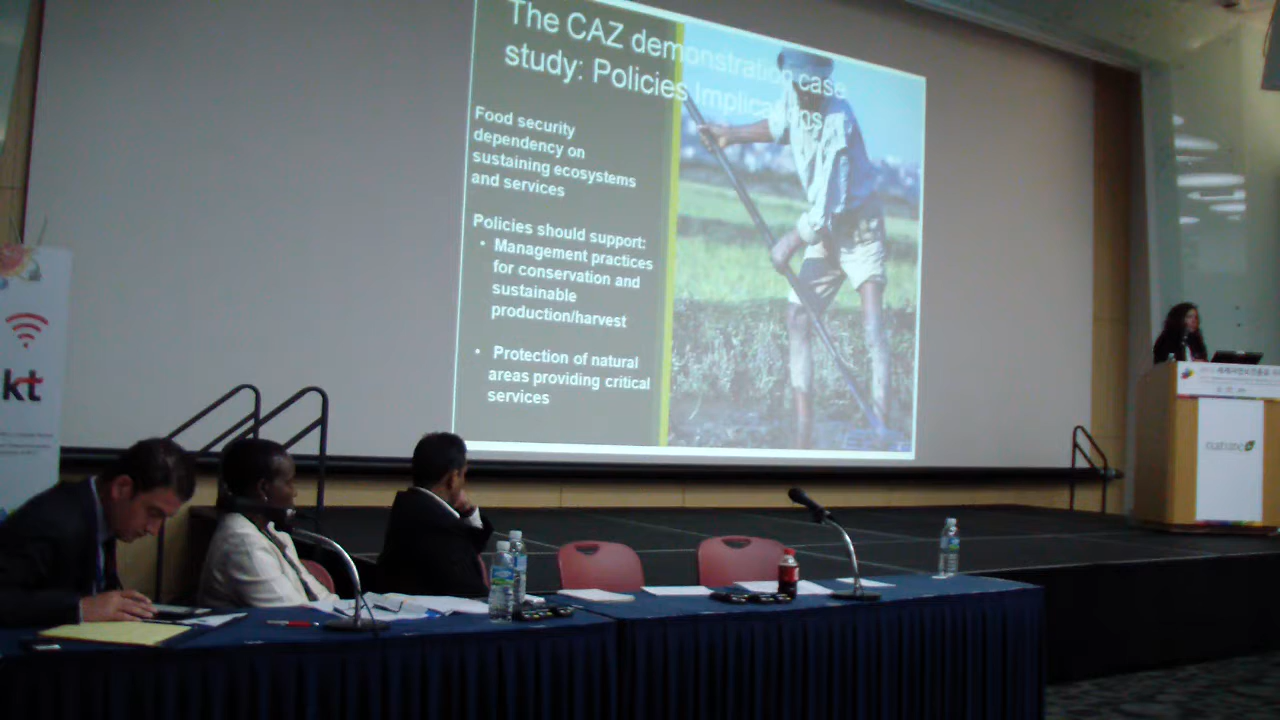 The CAZ demonstration case
study: Policies Implications
Food security
dependency on
sustaining ecosystems
and services
Policies should support:
• Management practices
for conservation and
sustainable
production/harvest
• Protection of natural
areas providing critical
services
kt
nature